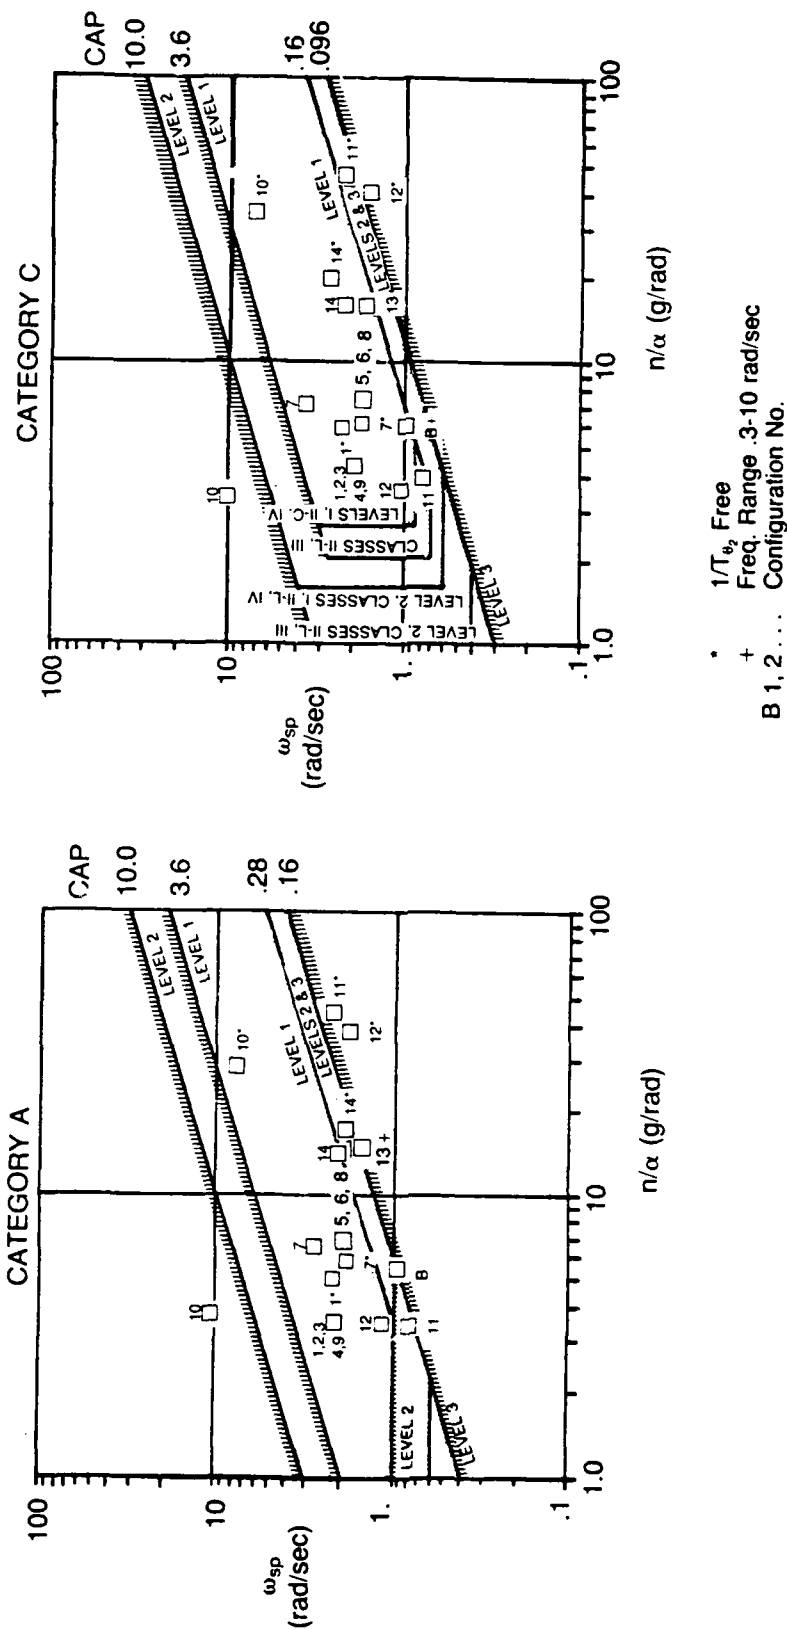 CATEGORY A
CAP
10.0
3.6
.28
.16
100
10
1.
.1
ωsp
(rad/sec)
1.0
10
100
n/α (g/rad)
LEVEL 2
LEVEL 1
LEVEL 1
LEVELS 2 & 3
LEVEL 2
LEVEL 3
10
10*
1,2,3
4,9
1*
7
5, 6, 8
14
14*
13+
11*
12*
7*
12
11
B
CATEGORY C
CAP
10.0
3.6
.16
.096
100
10
1.
.1
ωsp
(rad/sec)
1.0
10
100
n/α (g/rad)
LEVEL 2
LEVEL 1
LEVEL 1
LEVELS 2 & 3
LEVEL 3
LEVELS I, II-C, IV
CLASSES II-L, III
LEVEL 2, CLASSES I, II-L, IV
LEVEL 2, CLASSES II-L, III
10
10*
1,2,3
4,9
1*
7
5, 6, 8
14
14*
13+
11*
12*
7*
12
11
B+
* 1/Tθ2 Free
+ Freq. Range .3-10 rad/sec
B 1, 2 . . . . Configuration No.